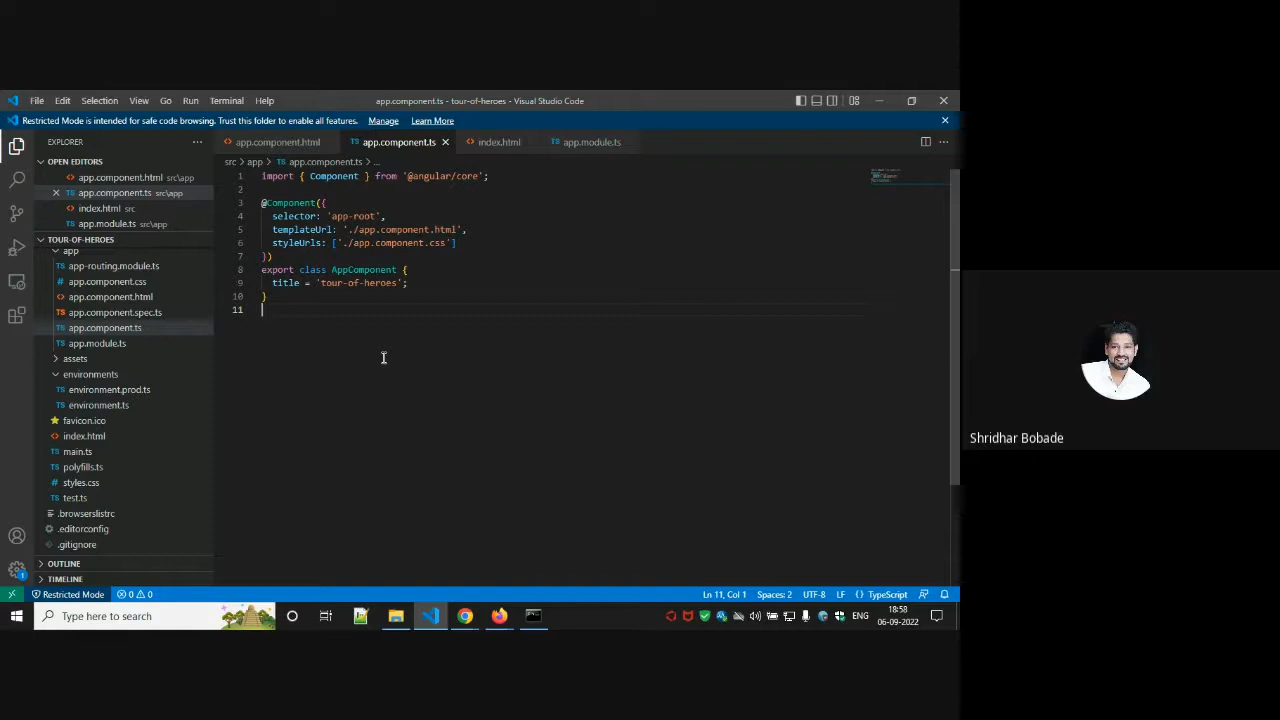 File Edit Selection View Go Run Terminal Help app.component.ts - tour-of-heroes - Visual Studio Code
Restricted Mode is intended for safe code browsing. Trust this folder to enable all features. Manage Learn More
EXPLORER
app.component.html app.component.ts index.html app.module.ts
OPEN EDITORS
app.component.html src\app
app.component.ts src\app
index.html src
app.module.ts src\app
TOUR-OF-HEROES
app
app-routing.module.ts
app.component.css
app.component.html
app.component.spec.ts
app.component.ts
app.module.ts
assets
environments
environment.prod.ts
environment.ts
favicon.ico
index.html
main.ts
polyfills.ts
styles.css
test.ts
.browserslistrc
.editorconfig
.gitignore
OUTLINE
TIMELINE
src > app > app.component.ts > ...
1 import { Component } from '@angular/core';
2
3 @Component({
4 selector: 'app-root',
5 templateUrl: './app.component.html',
6 styleUrls: ['./app.component.css']
7 })
8 export class AppComponent {
9 title = 'tour-of-heroes';
10 }
11
Shridhar Bobade
Restricted Mode 0 0 Ln 11, Col 1 Spaces: 2 UTF-8 LF {} TypeScript
Type here to search ENG 18:58
06-09-2022